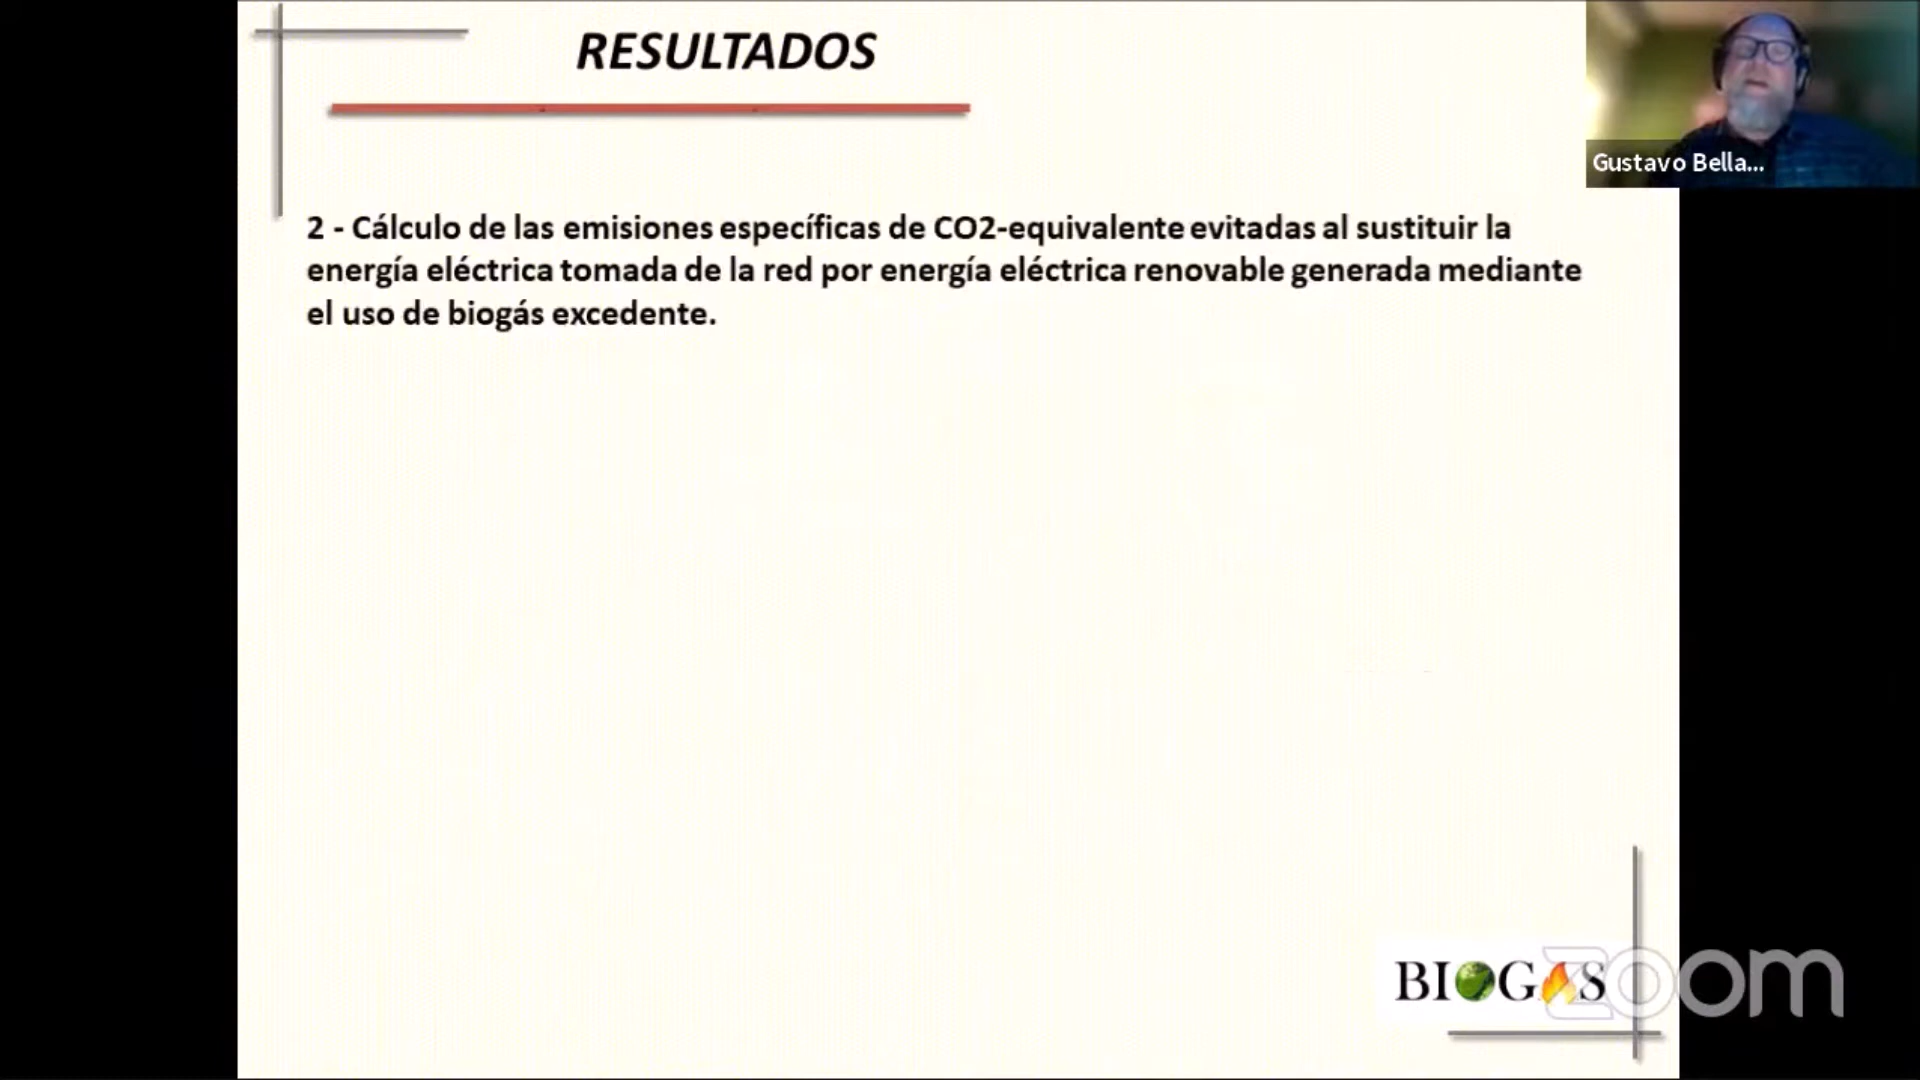 RESULTADOS
Gustavo Bella...
2 - Cálculo de las emisiones específicas de CO2-equivalente evitadas al sustituir la
energía eléctrica tomada de la red por energía eléctrica renovable generada mediante
el uso de biogás excedente.
BIOGAS
zoom